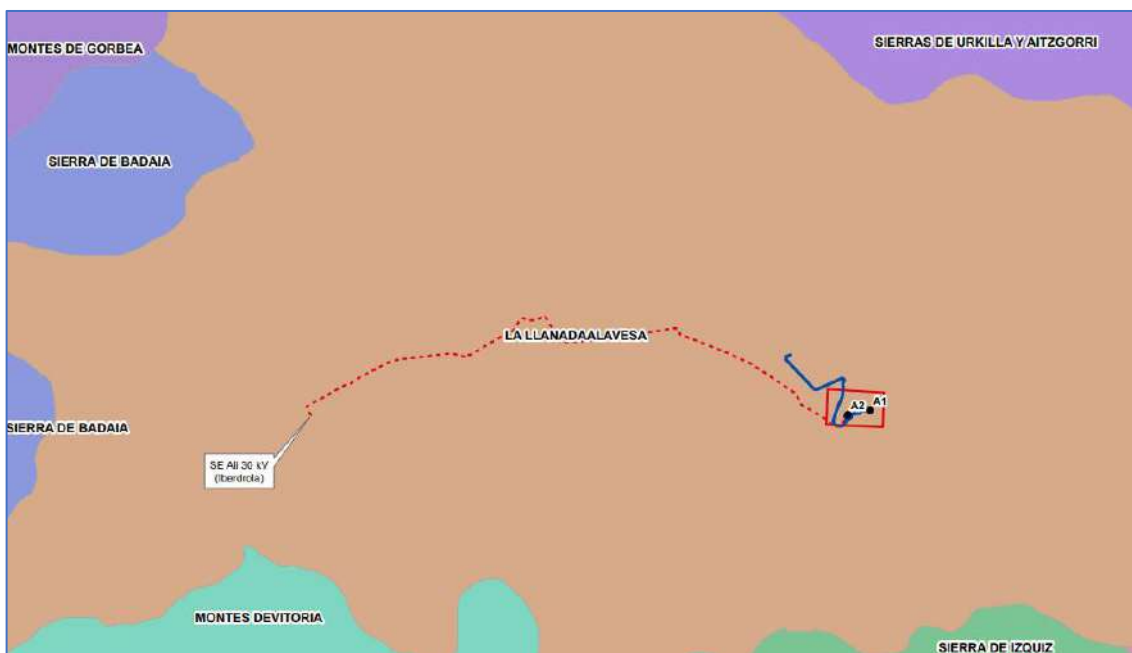 MONTES DE GORBEA
SIERRAS DE URKILLA Y AITZGORRI
SIERRA DE BADAIA
LA LLANADAALAVESA
A2
A1
SIERRA DE BADAIA
SE Ali 30 kV
(Iberdrola)
MONTES DEVITORIA
SIERRA DE IZQUIZ